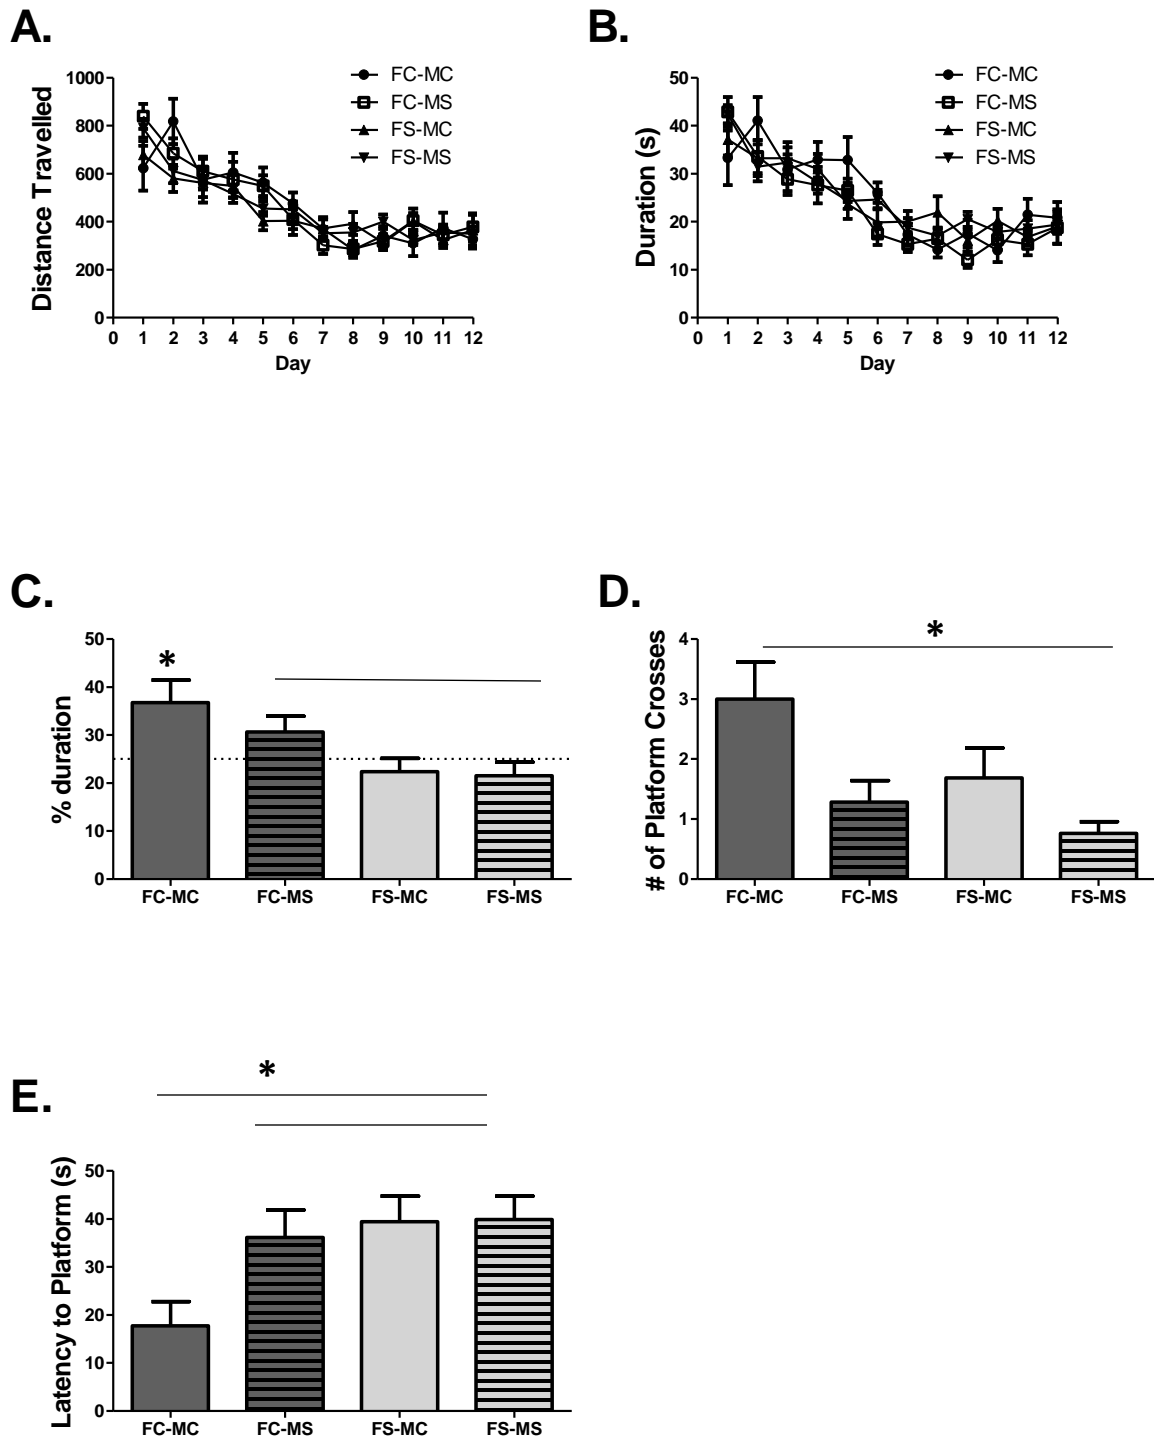 A.
Distance Travelled
1000
800
600
400
200
0
0 1 2 3 4 5 6 7 8 9 10 11 12
Day
FC-MC
FC-MS
FS-MC
FS-MS
B.
Duration (s)
50
40
30
20
10
0
0 1 2 3 4 5 6 7 8 9 10 11 12
Day
FC-MC
FC-MS
FS-MC
FS-MS
C.
% duration
50
40
30
20
10
0
*
FC-MC FC-MS FS-MC FS-MS
D.
# of Platform Crosses
4
3
2
1
0
*
FC-MC FC-MS FS-MC FS-MS
E.
*
Latency to Platform (s)
50
40
30
20
10
0
FC-MC FC-MS FS-MC FS-MS